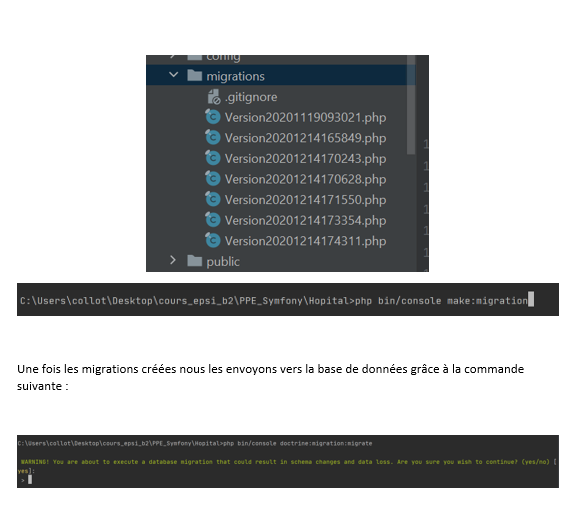 config
migrations
.gitignore
Version20201119093021.php
Version20201214165849.php
Version20201214170243.php
Version20201214170628.php
Version20201214171550.php
Version20201214173354.php
Version20201214174311.php
public
C:\Users\collot\Desktop\cours_epsi_b2\PPE_Symfony\Hopital>php bin/console make:migration
Une fois les migrations créées nous les envoyons vers la base de données grâce à la commande
suivante :
C:\Users\collot\Desktop\cours_epsi_b2\PPE_Symfony\Hopital>php bin/console doctrine:migration:migrate
WARNING! You are about to execute a database migration that could result in schema changes and data loss. Are you sure you wish to continue? (yes/no) [
yes]:
>